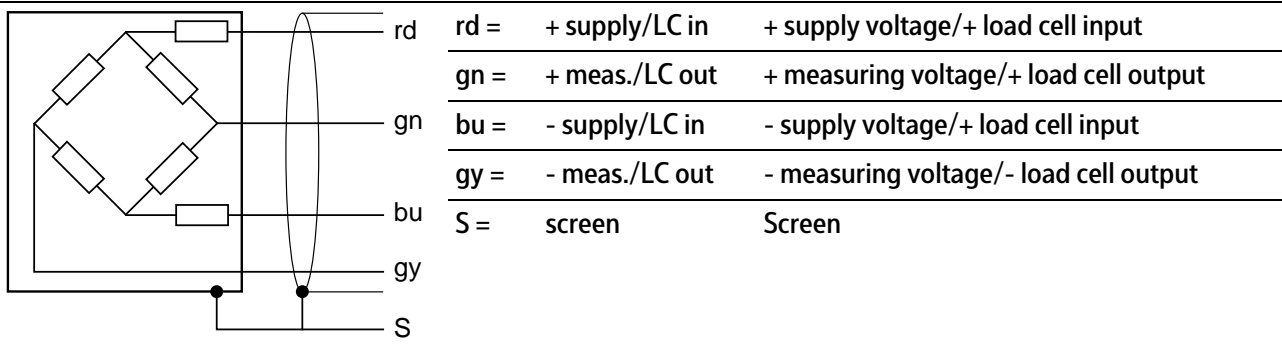 rd
gn
bu
gy
S
rd = + supply/LC in + supply voltage/+ load cell input
gn = + meas./LC out + measuring voltage/+ load cell output
bu = - supply/LC in - supply voltage/+ load cell input
gy = - meas./LC out - measuring voltage/- load cell output
S = screen Screen